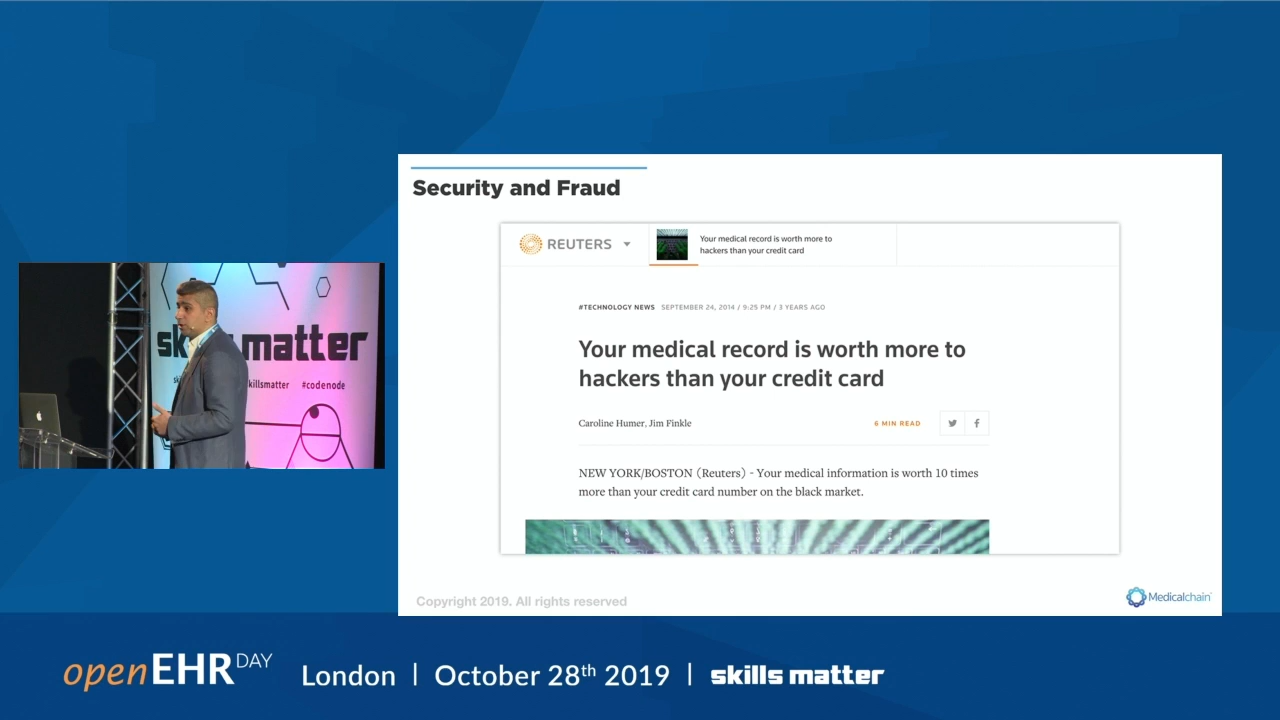 Security and Fraud
REUTERS
Your medical record is worth more to
hackers than your credit card
#TECHNOLOGY NEWS SEPTEMBER 24, 2014 / 9:25 PM / 3 YEARS AGO
Your medical record is worth more to
hackers than your credit card
Caroline Humer, Jim Finkle
6 MIN READ
NEW YORK/BOSTON (Reuters) - Your medical information is worth 10 times
more than your credit card number on the black market.
Copyright 2019. All rights reserved
Medicalchain
matter
skillsmatter #codenode
openEHR DAY London | October 28th 2019 | skills matter